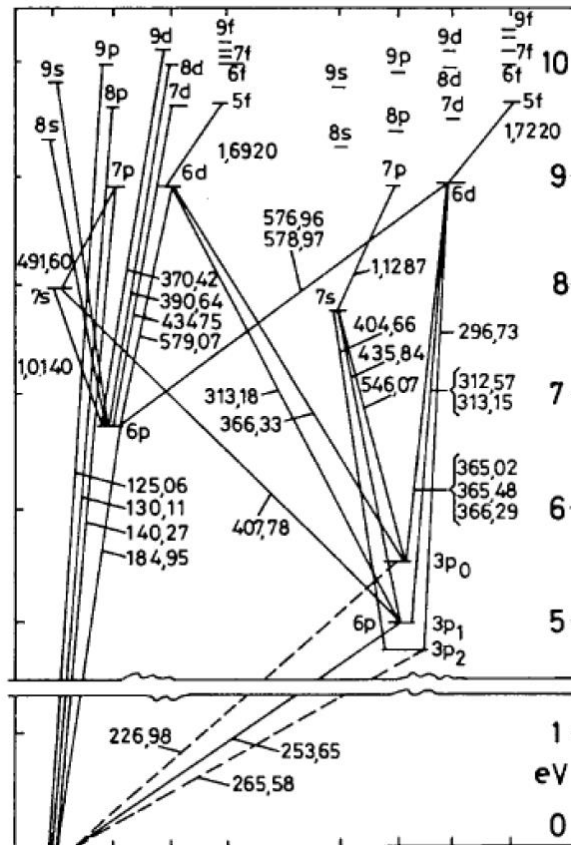 9f
9d
9p
7f
6f
8d
9s
8p
7d
5f
8s
1,6920
7p
6d
491,60
7s
1,0140
370,42
390,64
43475
579,07
6p
125,06
130,11
140,27
184,95
576,96
578,97
313,18
366,33
407,78
9f
9d
9p
7f
6f
9s
8d
8p
7d
5f
8s
1,7220
7p
6d
1,1287
7s
404,66
435,84
546,07
296,73
312,57
313,15
365,02
365,48
366,29
3p0
6p
3p1
3p2
226,98
253,65
265,58
10
9
8
7
6
5
1
eV
0